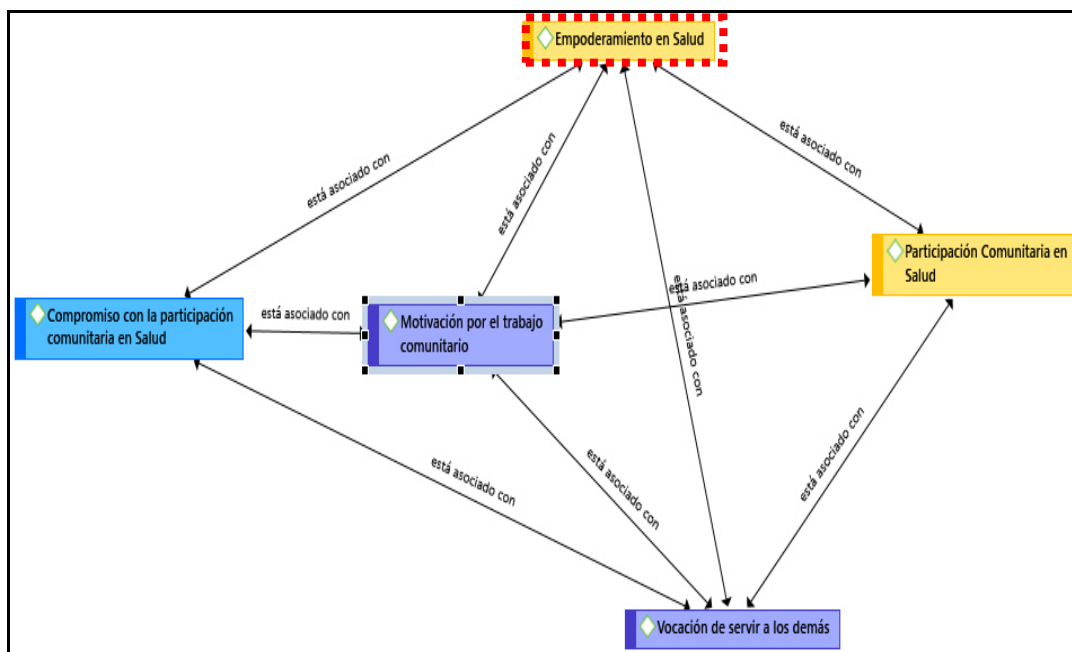 Empoderamiento en Salud
está asociado con
está asociado con
está asociado con
está asociado con
Participación Comunitaria en
Salud
está asociado con
Compromiso con la participación
comunitaria en Salud
está asociado con
Motivación por el trabajo
comunitario
está asociado con
está asociado con
está asociado con
Vocación de servir a los demás